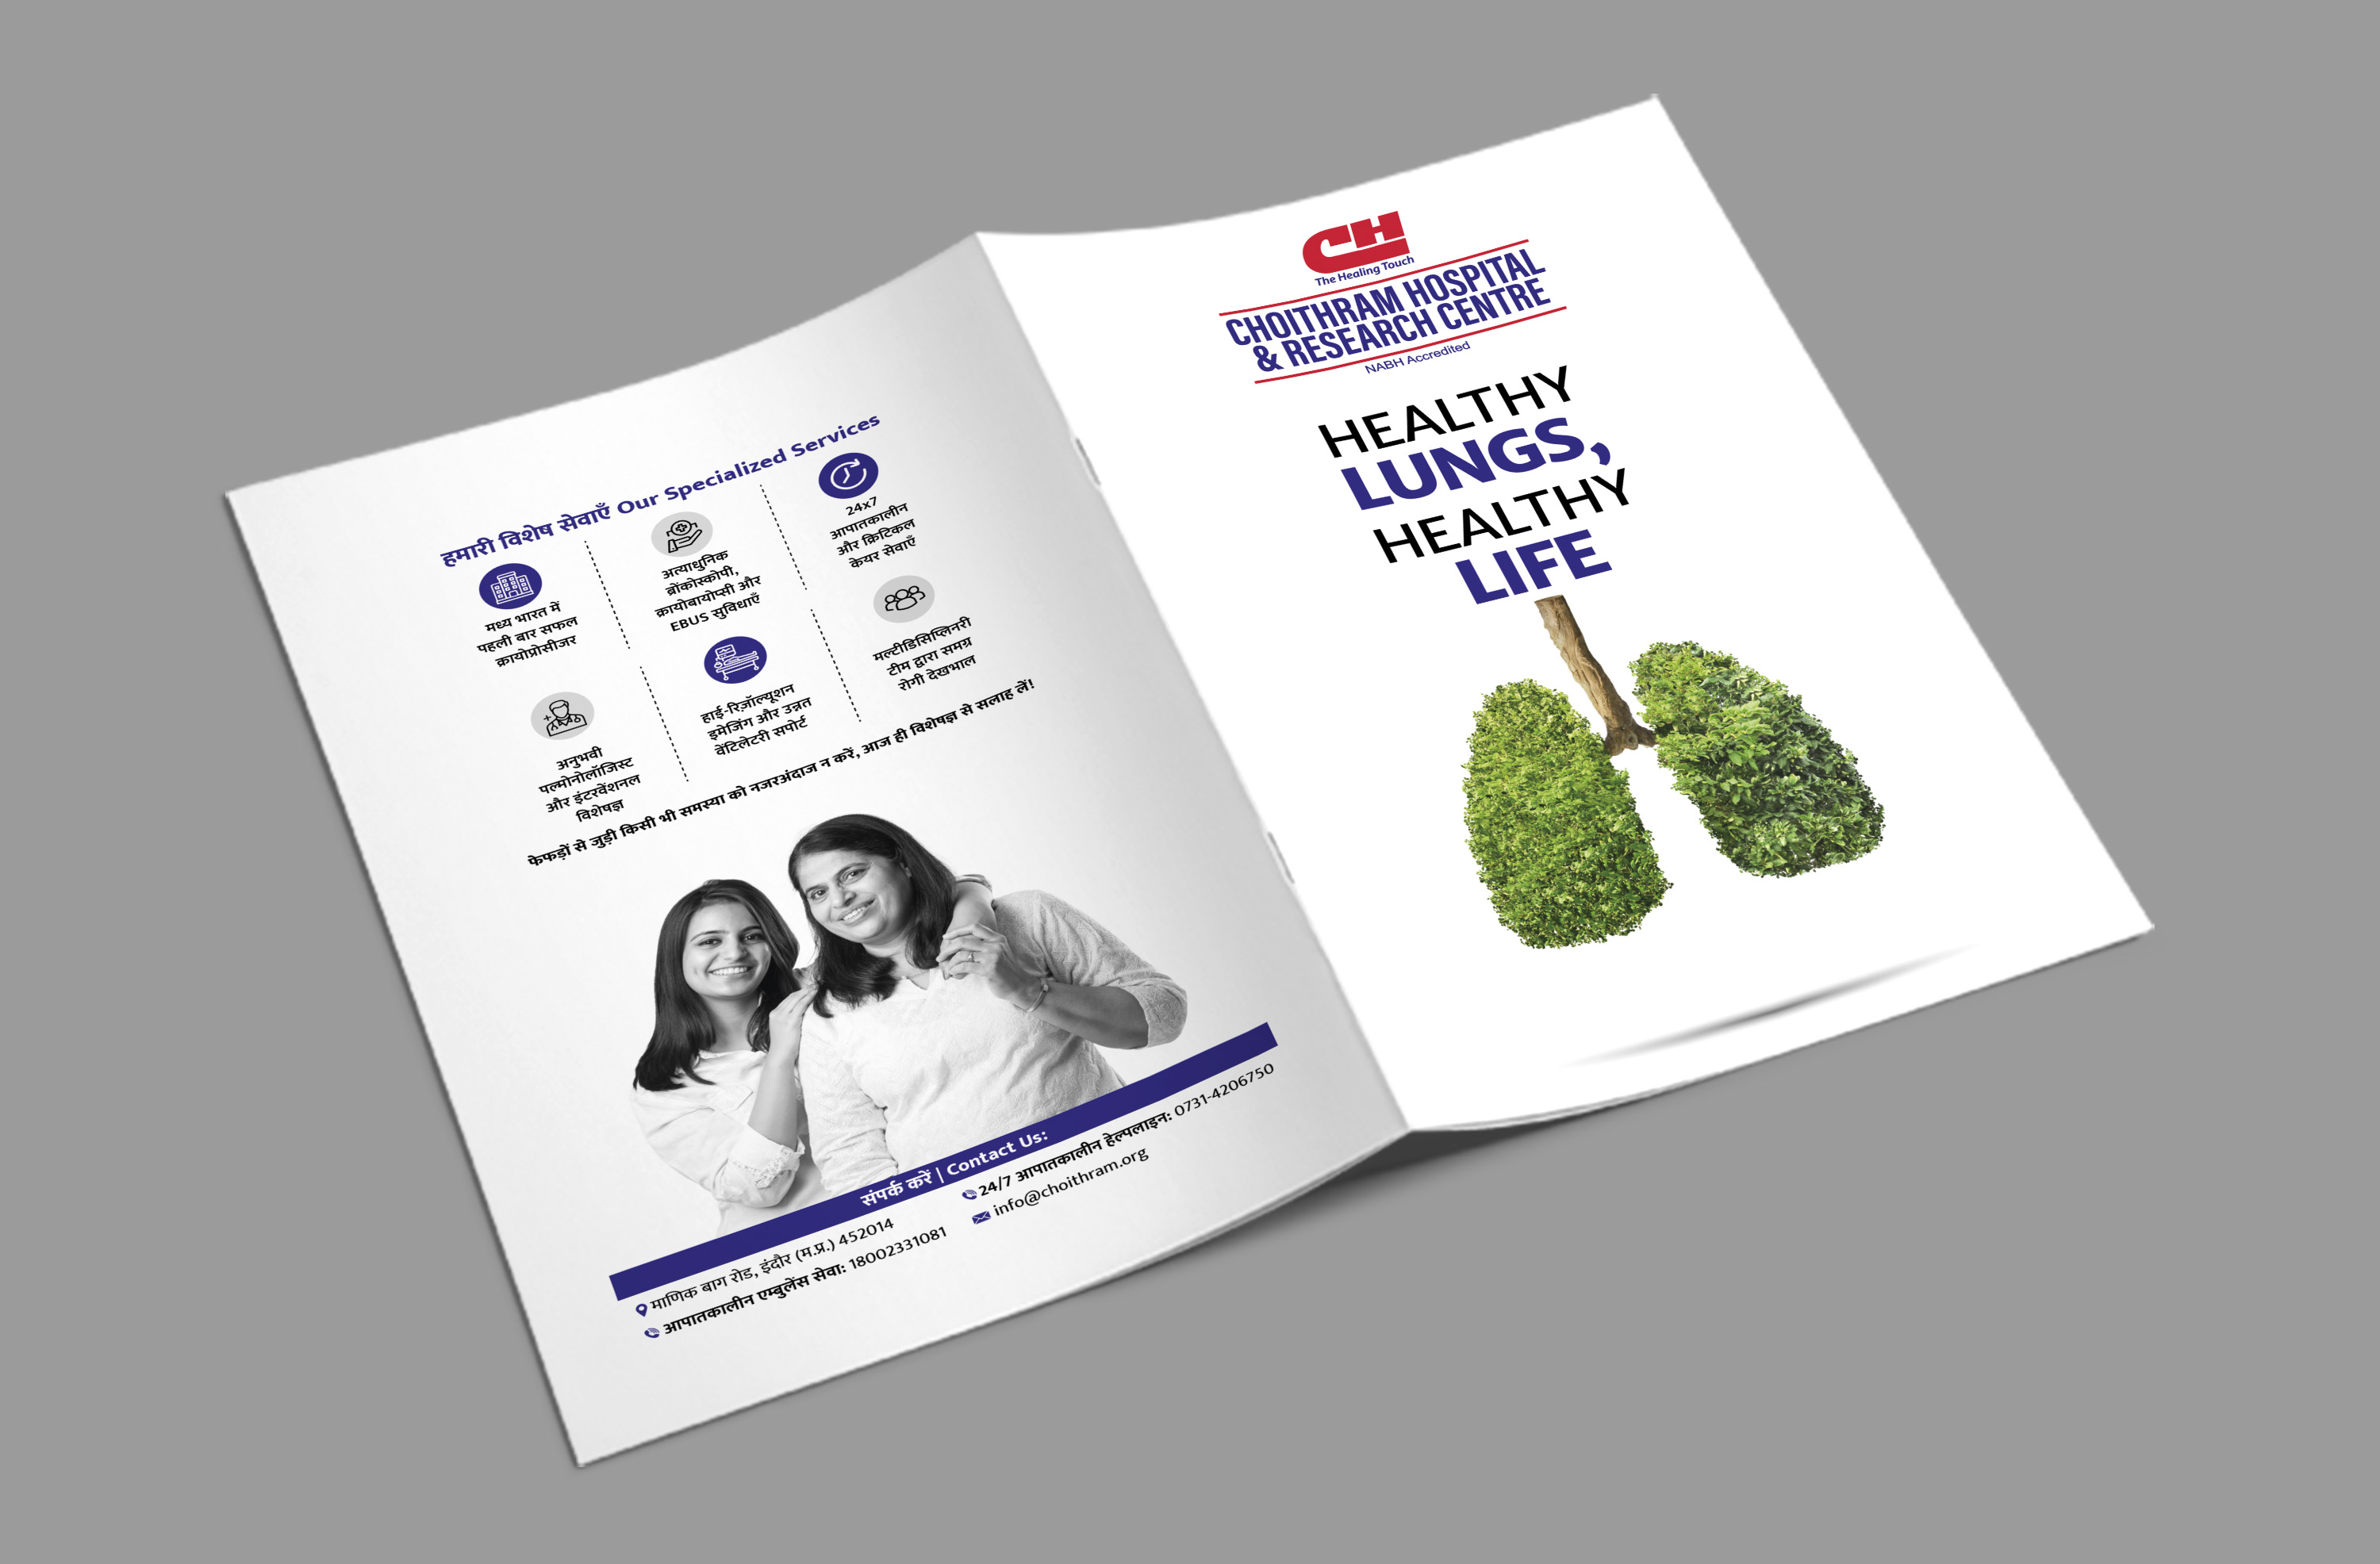 CH
The Healing Touch
CHOITHRAM HOSPITAL
& RESEARCH CENTRE
NABH Accredited
HEALTHY
LUNGS,
HEALTHY
LIFE
हमारी विशेष सेवाएँ Our Specialized Services
मध्य भारत में
पहली बार सफल
क्रायोप्रोसीजर
अत्याधुनिक
ब्रोंकोस्कोपी,
क्रायोबायोप्सी और
EBUS सुविधाएँ
24x7
आपातकालीन
और क्रिटिकल
केयर सेवाएँ
अनुभवी
पल्मोनोलॉजिस्ट
और इंटरवेंशनल
विशेषज्ञ
हाई-रिज़ॉल्यूशन
इमेजिंग और उन्नत
वेंटिलेटरी सपोर्ट
मल्टीडिसिप्लिनरी
टीम द्वारा समग्र
रोगी देखभाल
फेफड़ों से जुड़ी किसी भी समस्या को नजरअंदाज न करें, आज ही विशेषज्ञ से सलाह लें!
संपर्क करें | Contact Us:
माणिक बाग रोड, इंदौर (म.प्र.) 452014
आपातकालीन एम्बुलेंस सेवा: 18002331081
24/7 आपातकालीन हेल्पलाइन: 0731-4206750
info@choithram.org